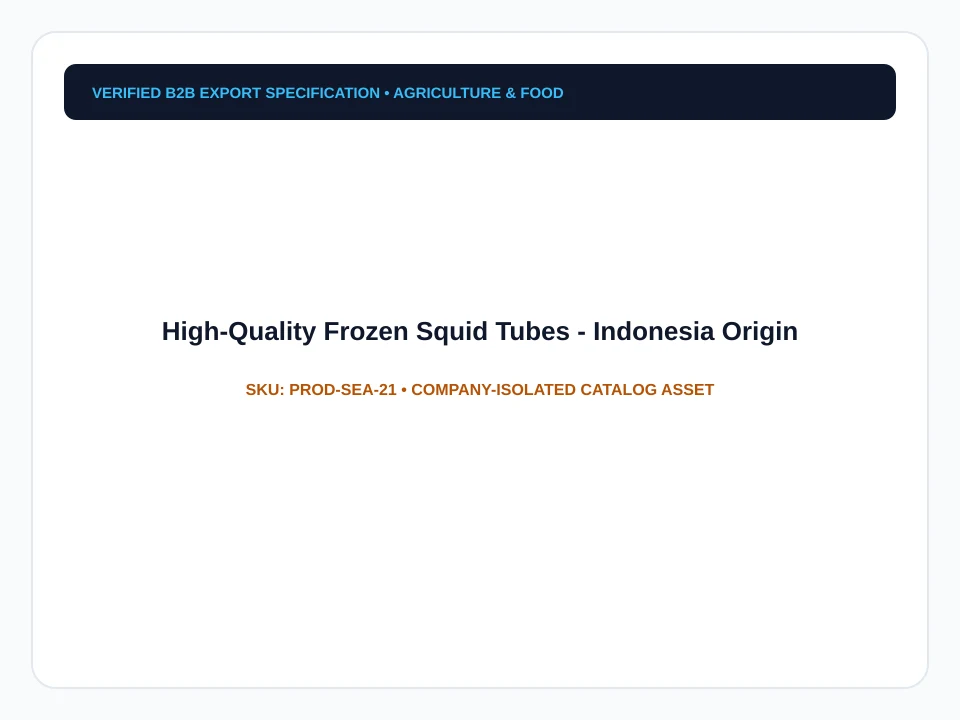 VERIFIED B2B EXPORT SPECIFICATION • AGRICULTURE & FOOD
High-Quality Frozen Squid Tubes - Indonesia Origin
SKU: PROD-SEA-21 • COMPANY-ISOLATED CATALOG ASSET